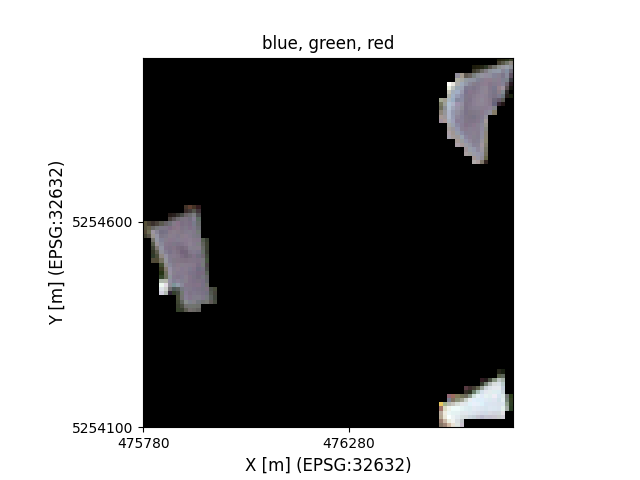 blue, green, red
Y [m] (EPSG:32632)
5254600
5254100
475780
476280
X [m] (EPSG:32632)